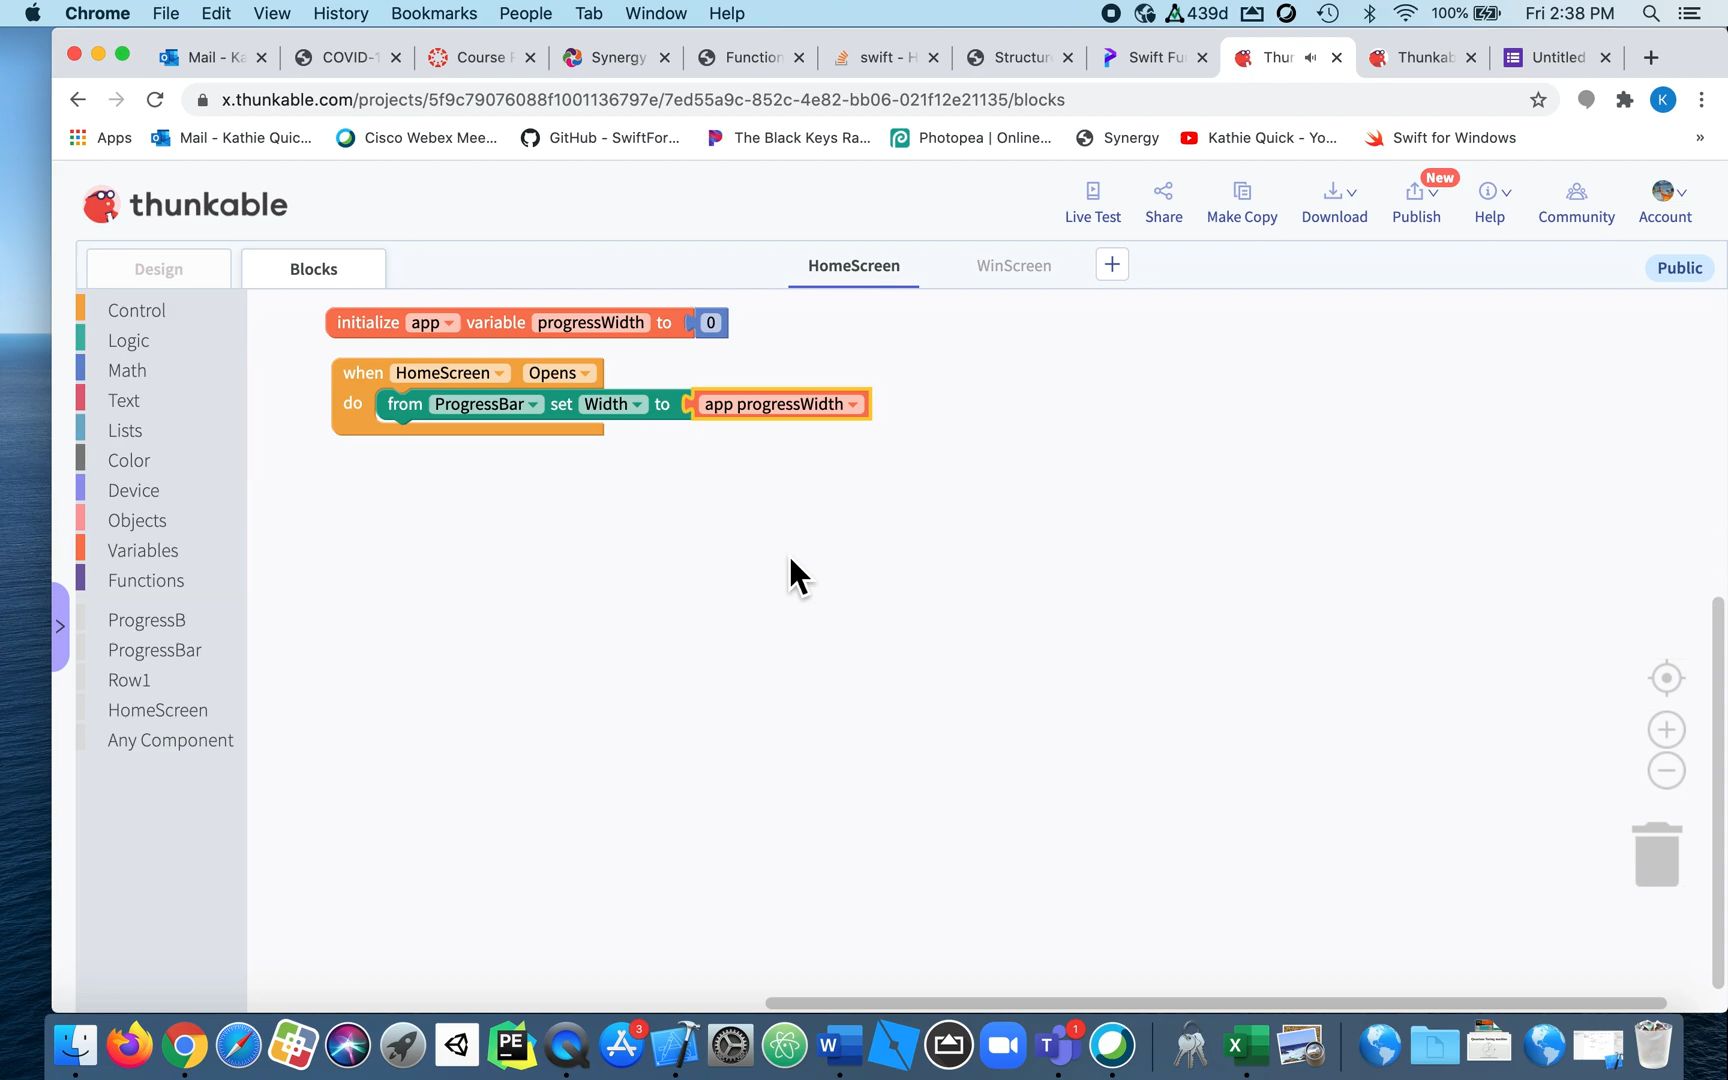 Chrome File Edit View History Bookmarks People Tab Window Help 439d 100% Fri 2:38 PM
Mail - Ka COVID-1 Course Synergy Function swift - H Structur Swift Fu Thun Thunkab Untitled
x.thunkable.com/projects/5f9c79076088f1001136797e/7ed55a9c-852c-4e82-bb06-021f12e21135/blocks K
Apps Mail - Kathie Quic... Cisco Webex Mee... GitHub - SwiftFor... The Black Keys Ra... Photopea | Online... Synergy Kathie Quick - Yo... Swift for Windows »
New
thunkable
Live Test Share Make Copy Download Publish Help Community Account
Design Blocks HomeScreen WinScreen + Public
Control
initialize app variable progressWidth to 0
Logic
Math
when HomeScreen Opens
Text
do from ProgressBar set Width to app progressWidth
Lists
Color
Device
Objects
Variables
Functions
ProgressB
ProgressBar
Row1
HomeScreen
Any Component
PE 3 W T 1 X